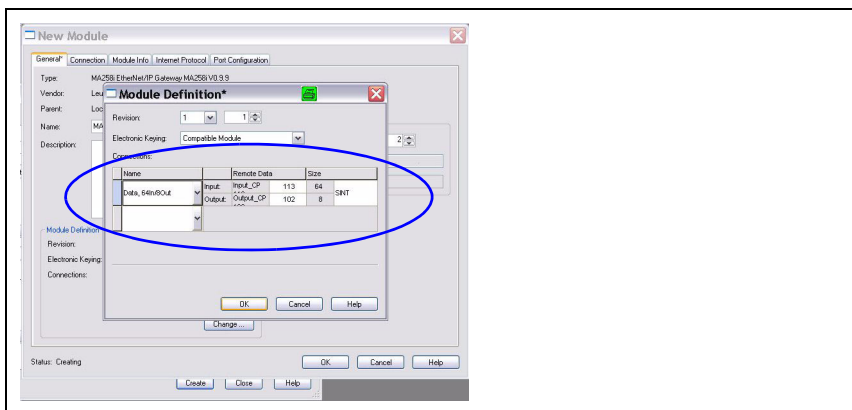 New Module
General* Connection Module Info Internet Protocol Port Configuration
Type: MA258i EtherNet/IP Gateway MA258i V0.9.9
Vendor: Leu
Parent: Loc
Name: MA
Description:
2
Module Definition
Revision:
Electronic Keying:
Connections:
Change ...
Status: Creating
OK Cancel Help
Create Close Help
Module Definition*
Revision: 1 1
Electronic Keying: Compatible Module
Connections:
Name Remote Data Size
Data, 64In/8Out Input: Input_CP 113 64 SINT
Output: Output_CP 102 8
OK Cancel Help